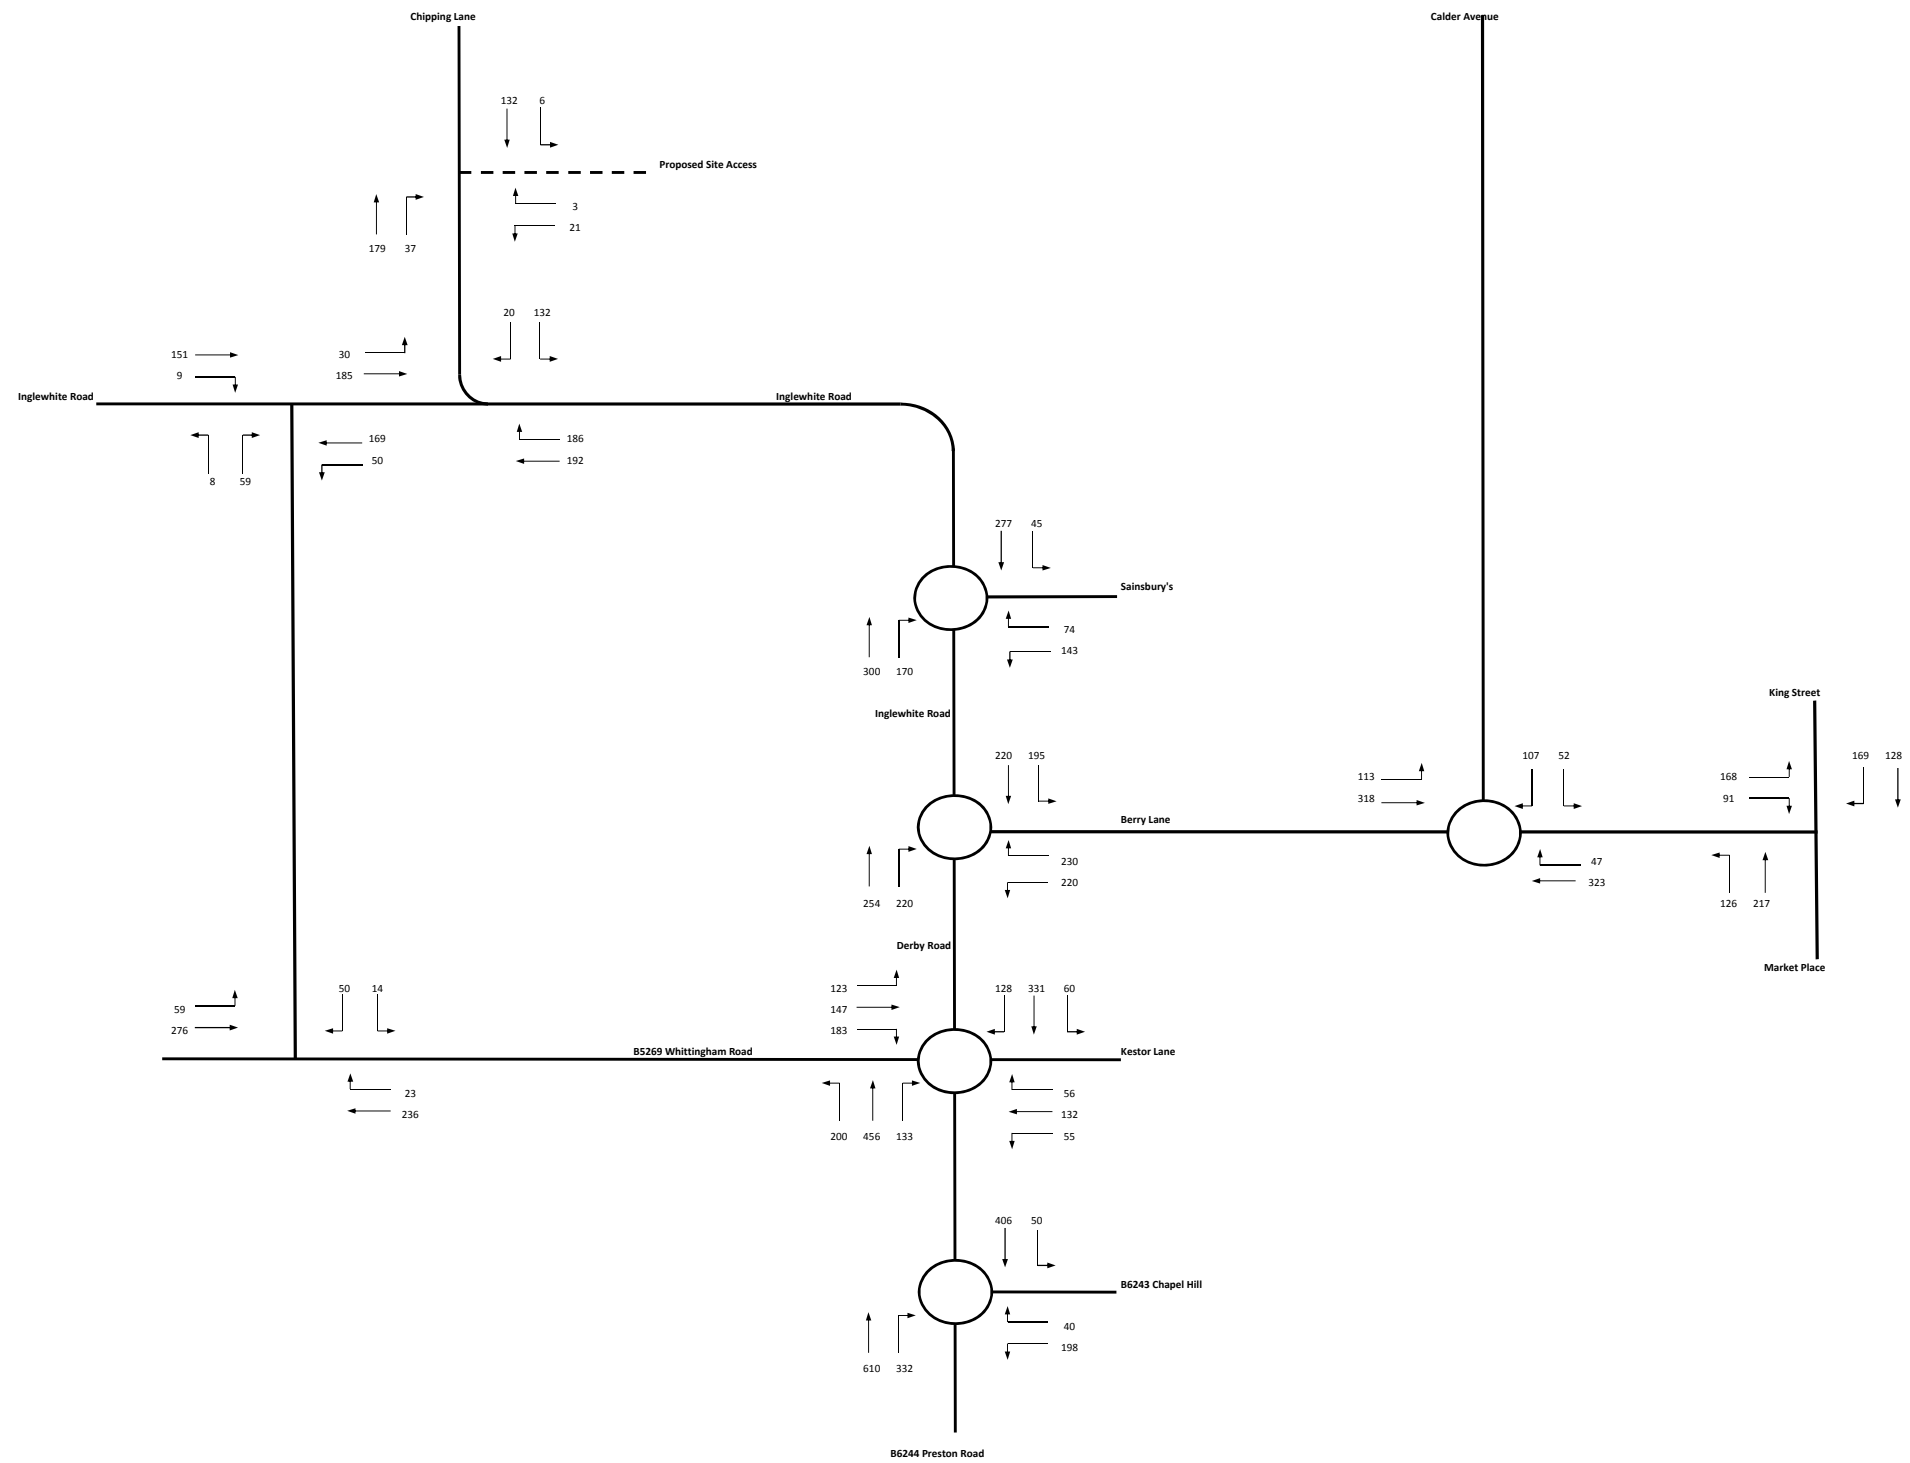 Chipping Lane
Calder Avenue
132 6
Proposed Site Access
3
21
179 37
20 132
151
9
30
185
Inglewhite Road
Inglewhite Road
169
50
186
192
8 59
277 45
Sainsbury's
74
143
300 170
King Street
Inglewhite Road
220 195
107 52
169 128
113
318
168
91
Berry Lane
230
220
47
323
254 220
126 217
Derby Road
Market Place
59
276
50 14
123
147
183
128 331 60
B5269 Whittingham Road
Kestor Lane
23
236
56
132
55
200 456 133
406 50
B6243 Chapel Hill
40
198
610 332
B6244 Preston Road